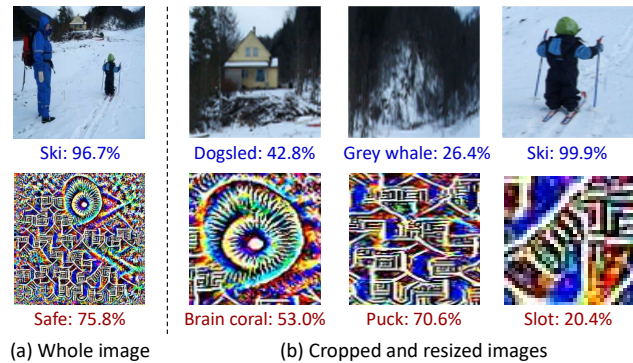 Ski: 96.7%
Dogsled: 42.8%
Grey whale: 26.4%
Ski: 99.9%
Safe: 75.8%
Brain coral: 53.0%
Puck: 70.6%
Slot: 20.4%
(a) Whole image
(b) Cropped and resized images